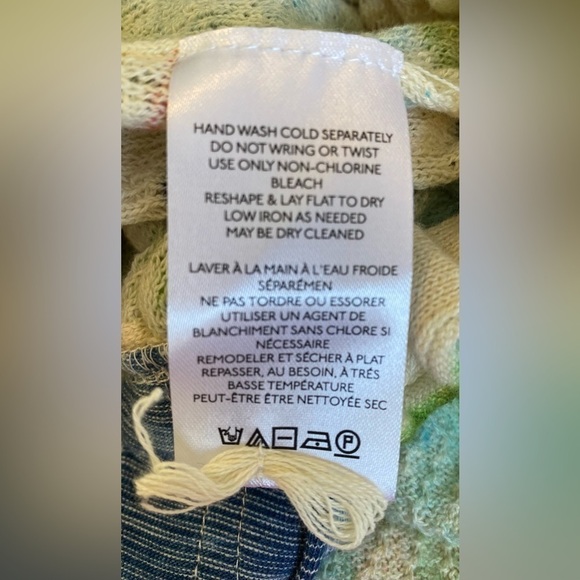 HAND WASH COLD SEPARATELY
DO NOT WRING OR TWIST
USE ONLY NON-CHLORINE
BLEACH
RESHAPE & LAY FLAT TO DRY
LOW IRON AS NEEDED
MAY BE DRY CLEANED
LAVER À LA MAIN À L'EAU FROIDE
SÉPARÉMEN
NE PAS TORDRE OU ESSORER
UTILISER UN AGENT DE
BLANCHIMENT SANS CHLORE SI
NÉCESSAIRE
REMODELER ET SÉCHER À PLAT
REPASSER, AU BESOIN, À TRÉS
BASSE TEMPÉRATURE
PEUT-ÊTRE ÊTRE NETTOYÉE SEC
P